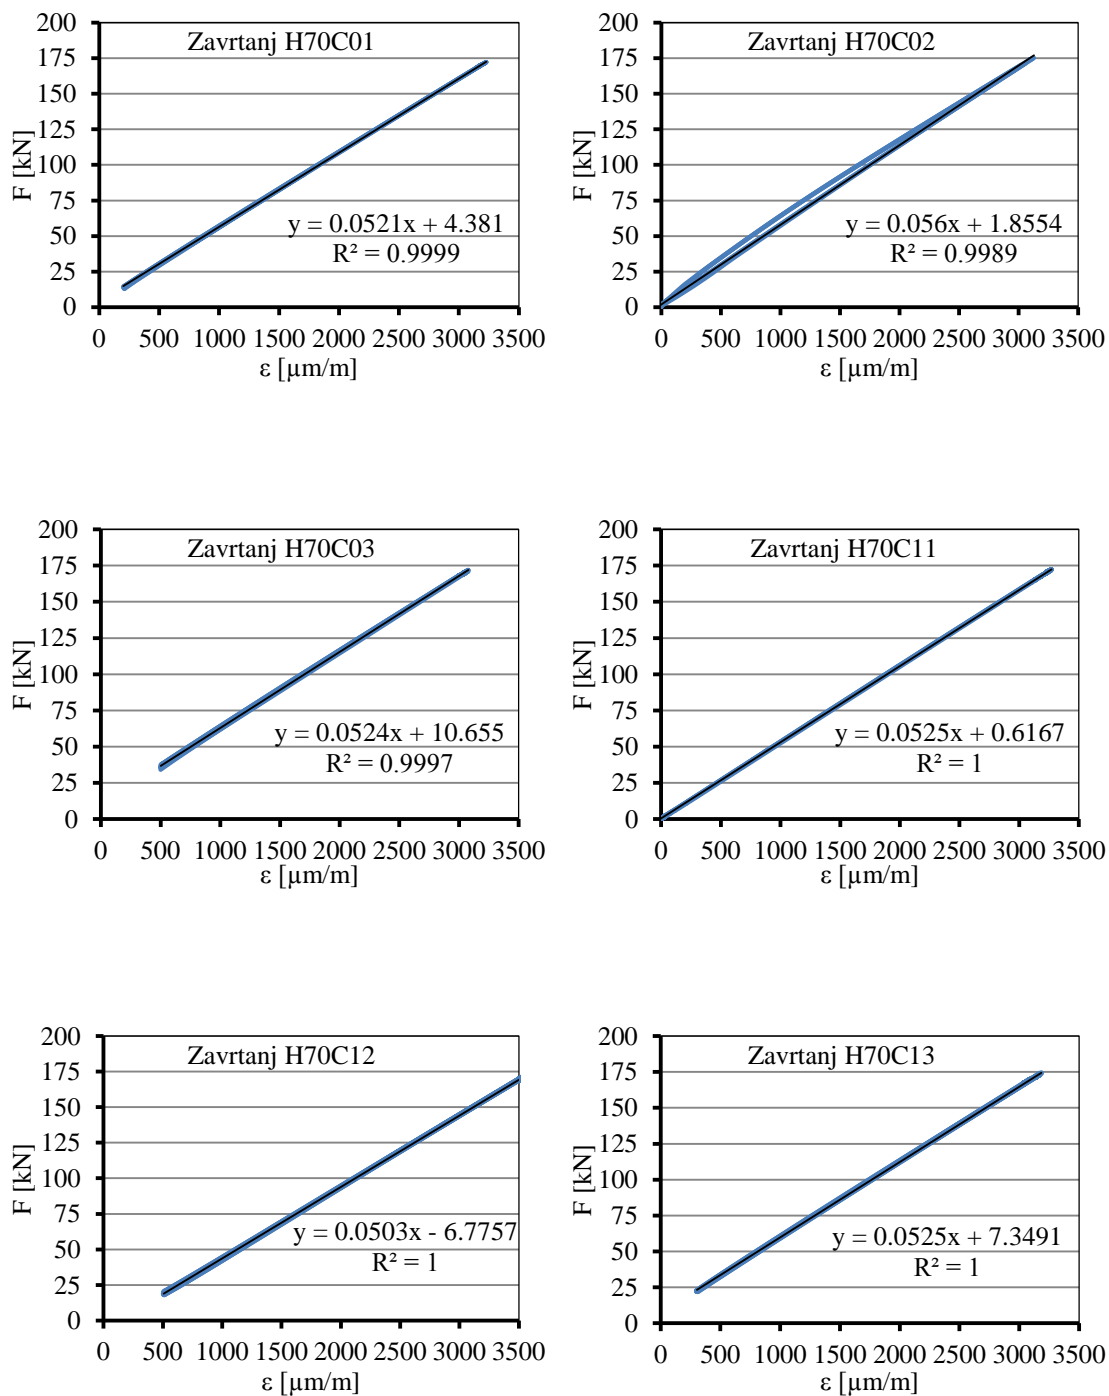 Zavrtanj H70C01
200
175
150
125
100
75
50
25
0
F [kN]
y = 0.0521x + 4.381
R² = 0.9999
0 500 1000 1500 2000 2500 3000 3500
ε [µm/m]
Zavrtanj H70C02
200
175
150
125
100
75
50
25
0
F [kN]
y = 0.056x + 1.8554
R² = 0.9989
0 500 1000 1500 2000 2500 3000 3500
ε [µm/m]
Zavrtanj H70C03
200
175
150
125
100
75
50
25
0
F [kN]
y = 0.0524x + 10.655
R² = 0.9997
0 500 1000 1500 2000 2500 3000 3500
ε [µm/m]
Zavrtanj H70C11
200
175
150
125
100
75
50
25
0
F [kN]
y = 0.0525x + 0.6167
R² = 1
0 500 1000 1500 2000 2500 3000 3500
ε [µm/m]
Zavrtanj H70C12
200
175
150
125
100
75
50
25
0
F [kN]
y = 0.0503x - 6.7757
R² = 1
0 500 1000 1500 2000 2500 3000 3500
ε [µm/m]
Zavrtanj H70C13
200
175
150
125
100
75
50
25
0
F [kN]
y = 0.0525x + 7.3491
R² = 1
0 500 1000 1500 2000 2500 3000 3500
ε [µm/m]